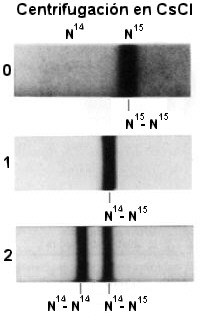 Centrifugación en CsCl
N14 N15
0
N15 - N15
1
N14 - N15
2
N14 - N14 N14 - N15